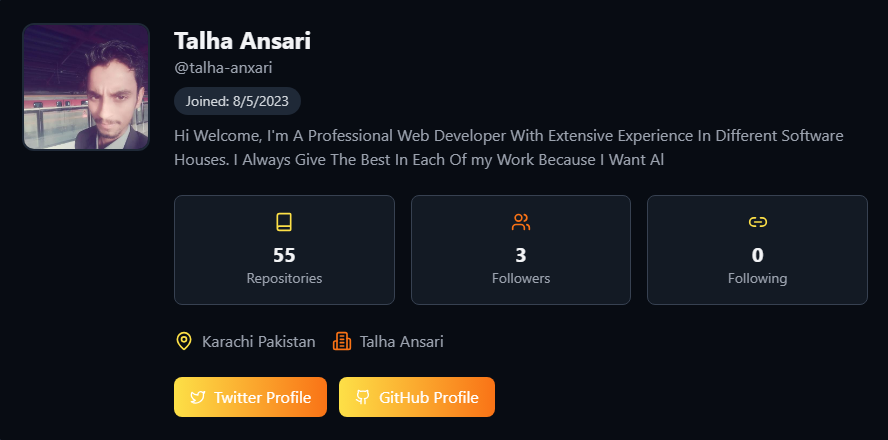 Talha Ansari
@talha-anxari
Joined: 8/5/2023
Hi Welcome, I'm A Professional Web Developer With Extensive Experience In Different Software
Houses. I Always Give The Best In Each Of my Work Because I Want Al
55
Repositories
3
Followers
0
Following
Karachi Pakistan
Talha Ansari
Twitter Profile
GitHub Profile